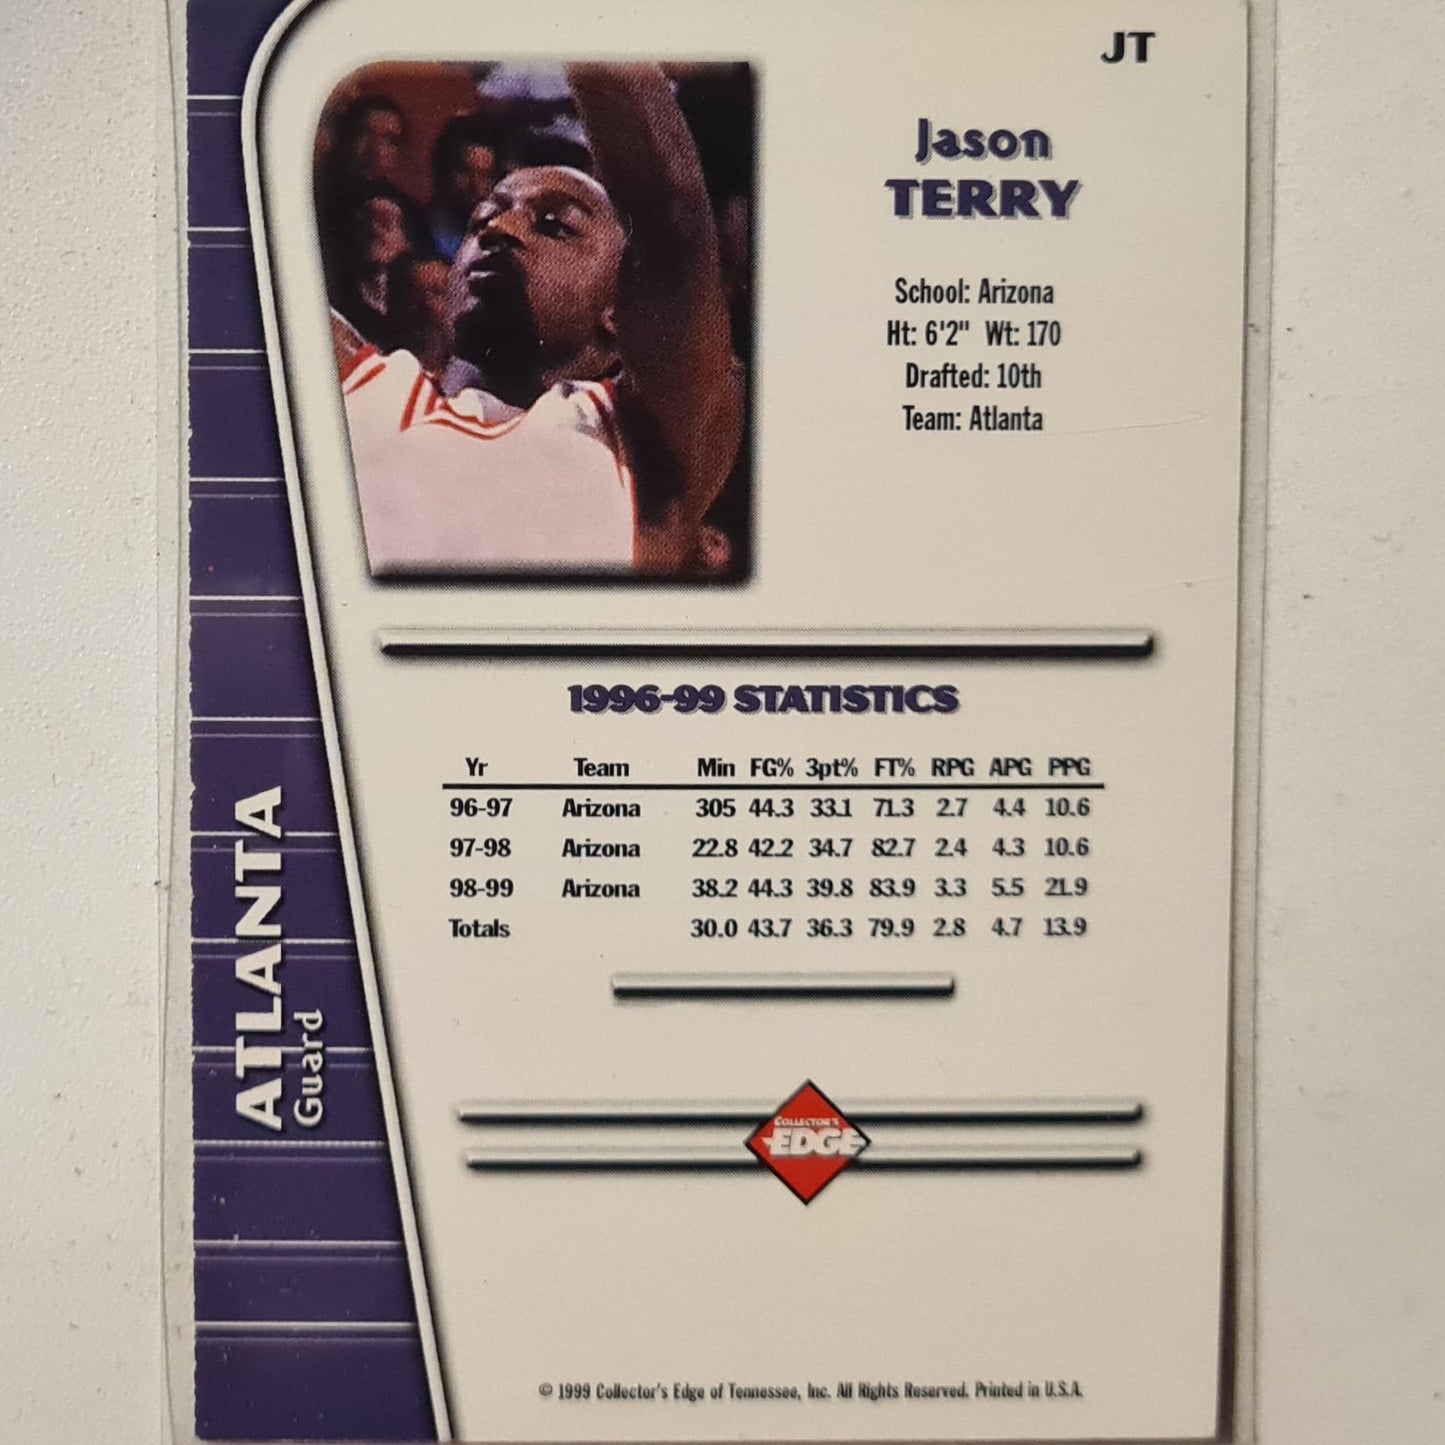 JT
Jason
TERRY
School: Arizona
Ht: 6'2" Wt: 170
Drafted: 10th
Team: Atlanta
1996-99 STATISTICS
Yr Team Min FG% 3pt% FT% RPG APG PPG
96-97 Arizona 305 44.3 33.1 71.3 2.7 4.4 10.6
97-98 Arizona 22.8 42.2 34.7 82.7 2.4 4.3 10.6
98-99 Arizona 38.2 44.3 39.8 83.9 3.3 5.5 21.9
Totals 30.0 43.7 36.3 79.9 2.8 4.7 13.9
ATLANTA
Guard
COLLECTOR'S
EDGE
© 1999 Collector's Edge of Tennessee, Inc. All Rights Reserved. Printed in U.S.A.